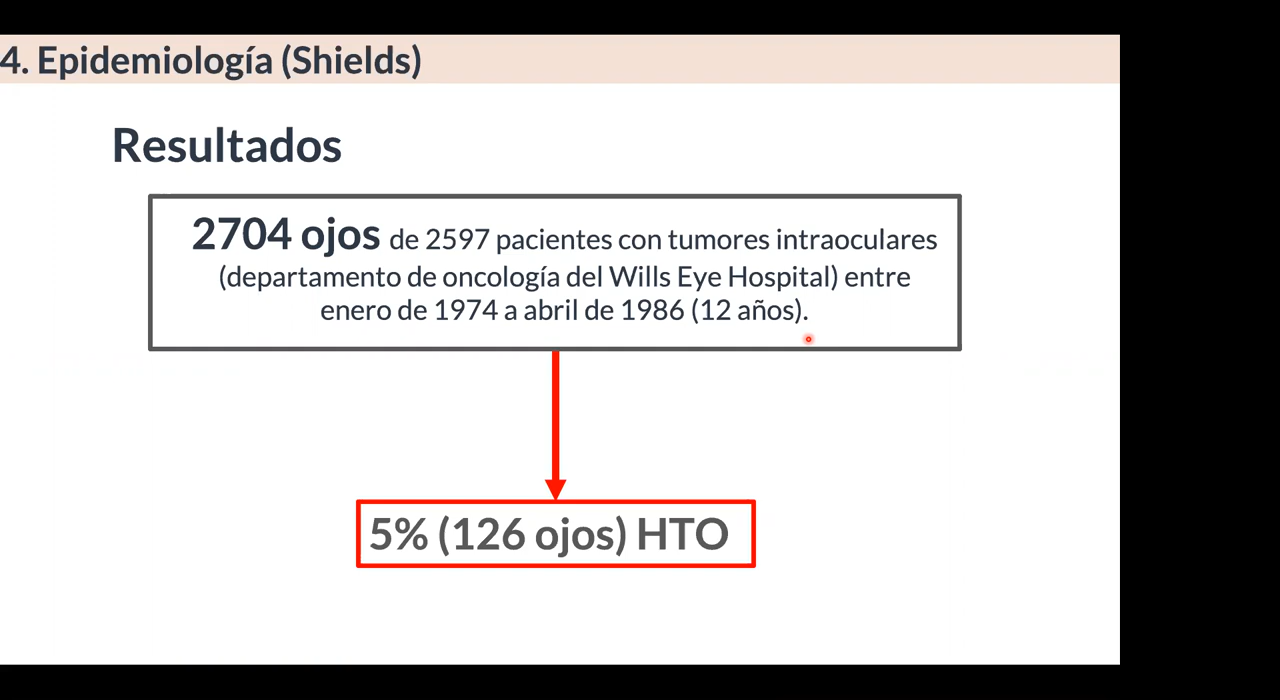 4. Epidemiología (Shields)
Resultados
2704 ojos de 2597 pacientes con tumores intraoculares
(departamento de oncología del Wills Eye Hospital) entre
enero de 1974 a abril de 1986 (12 años).
5% (126 ojos) HTO